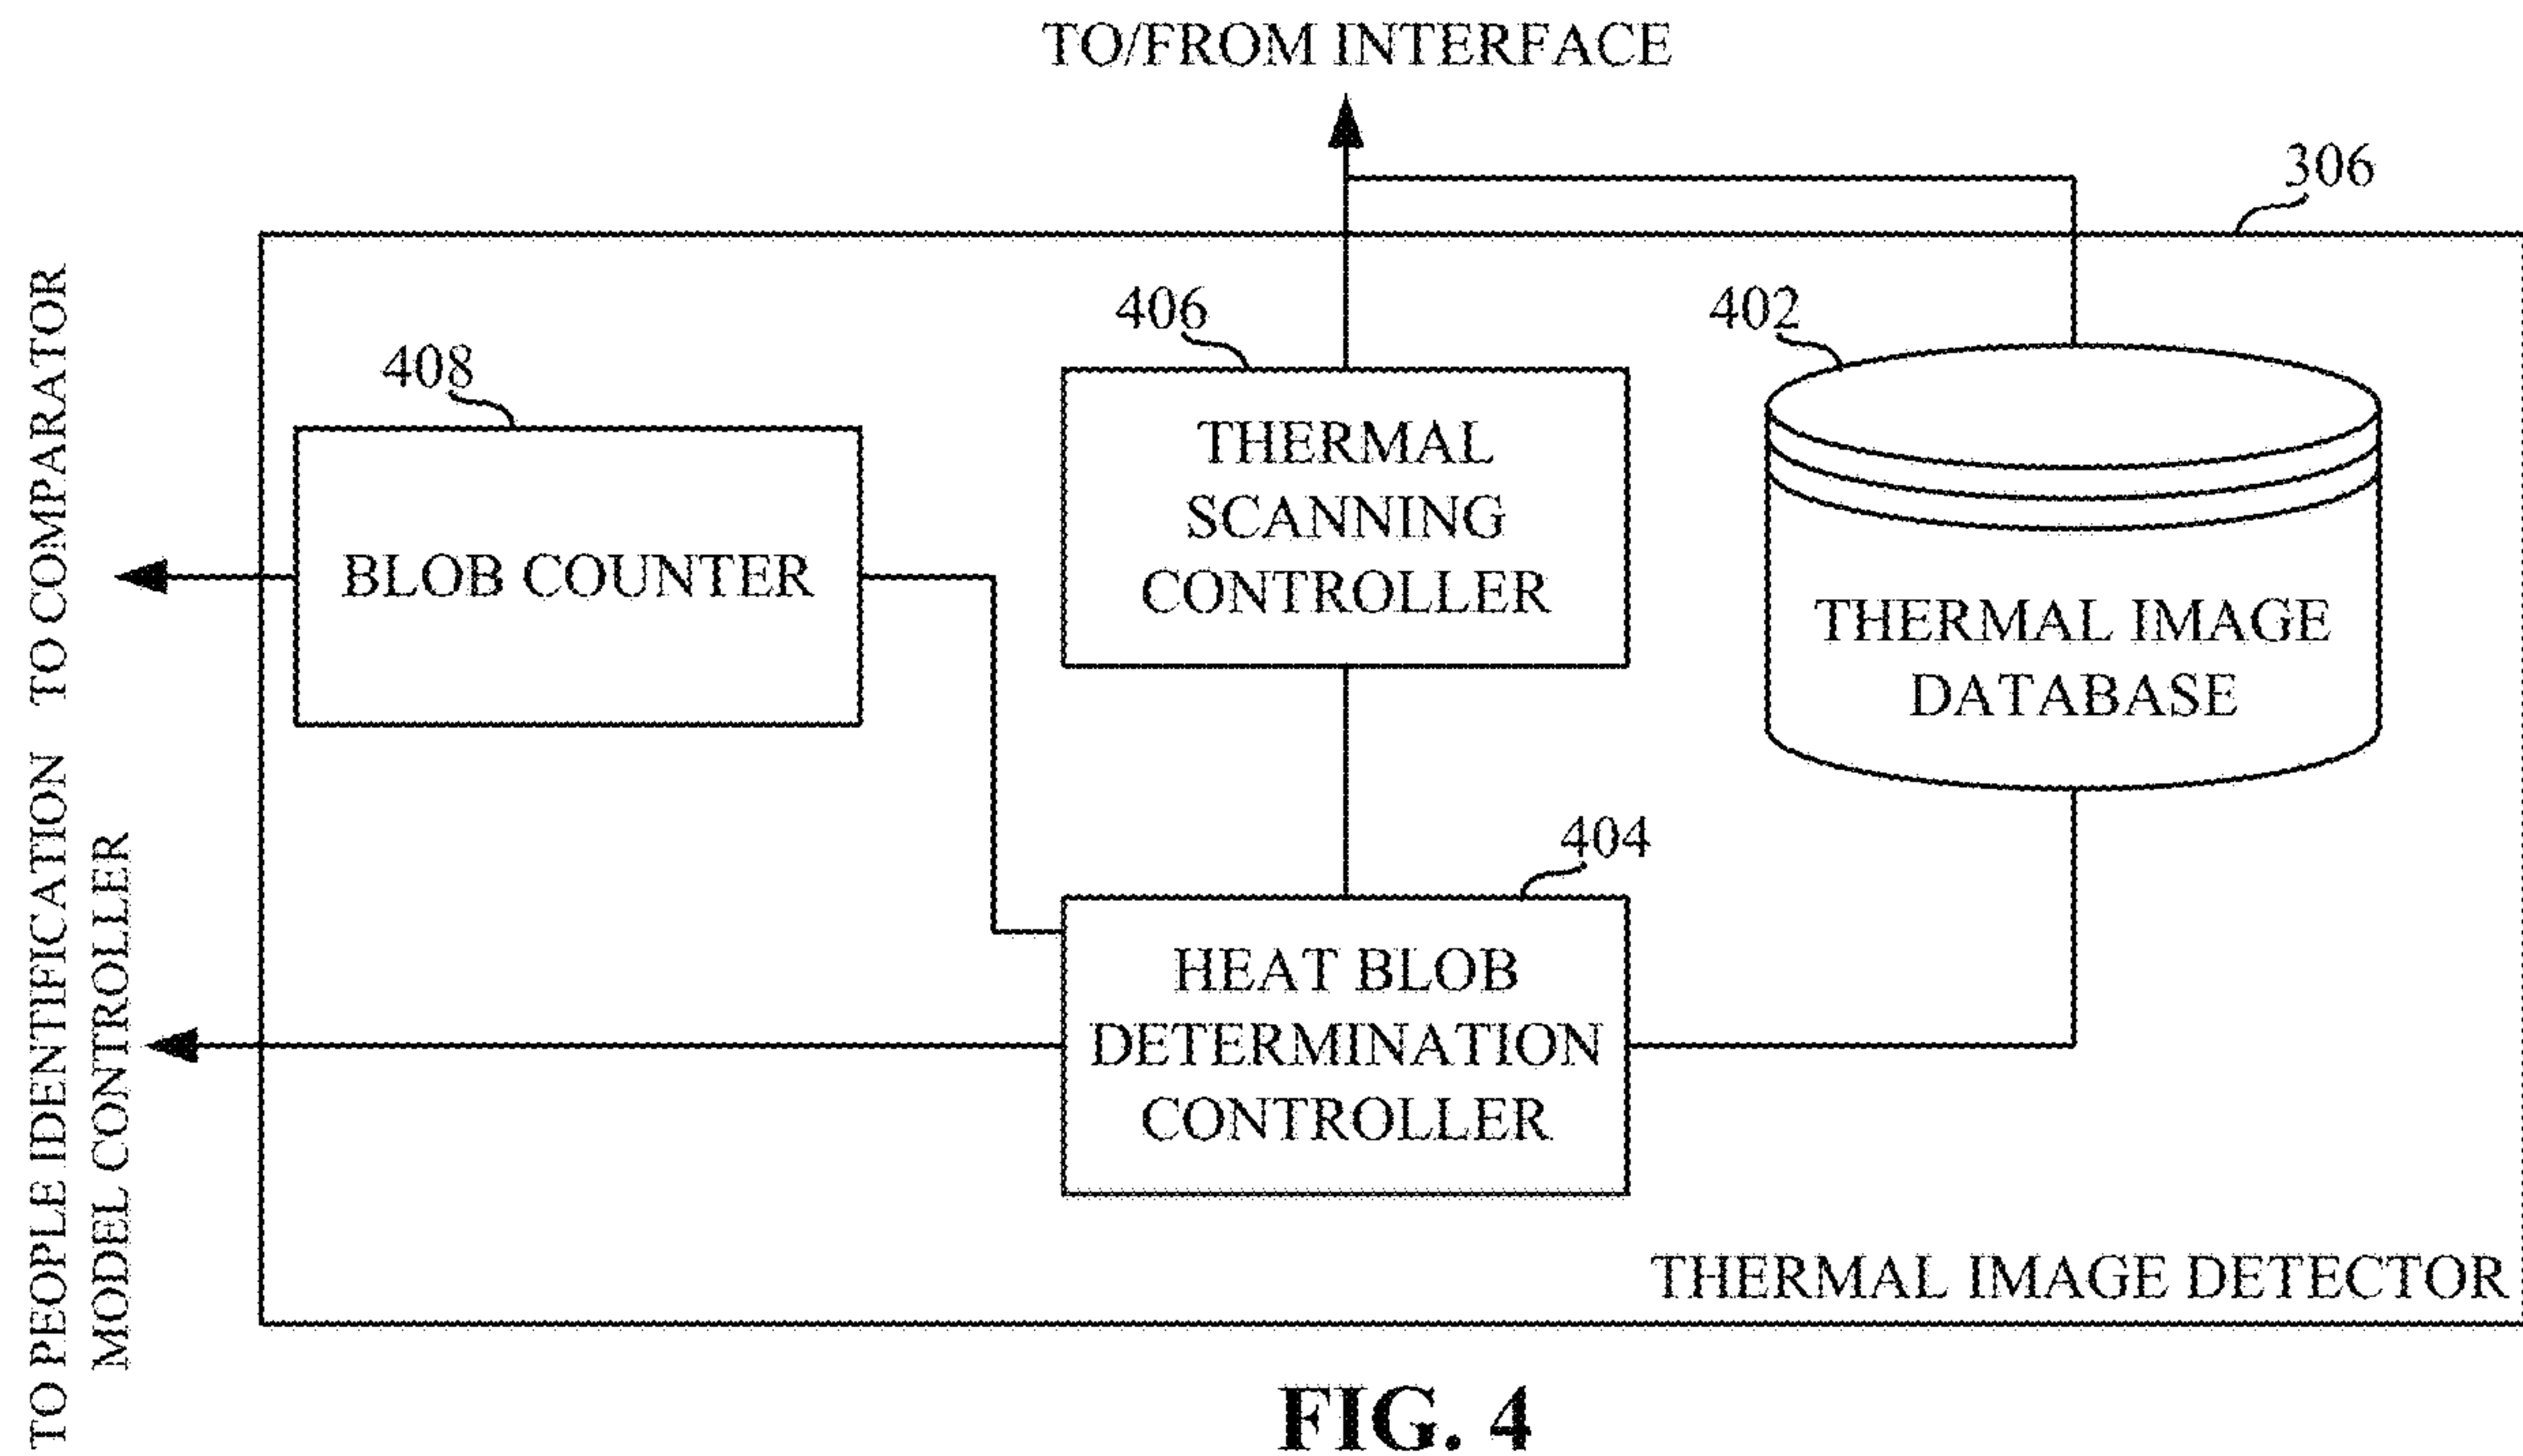 TO/FROM INTERFACE
306
406
402
408
THERMAL
SCANNING
CONTROLLER
BLOB COUNTER
THERMAL IMAGE
DATABASE
TO COMPARATOR
404
HEAT BLOB
DETERMINATION
CONTROLLER
TO PEOPLE IDENTIFICATION
MODEL CONTROLLER
THERMAL IMAGE DETECTOR
FIG. 4